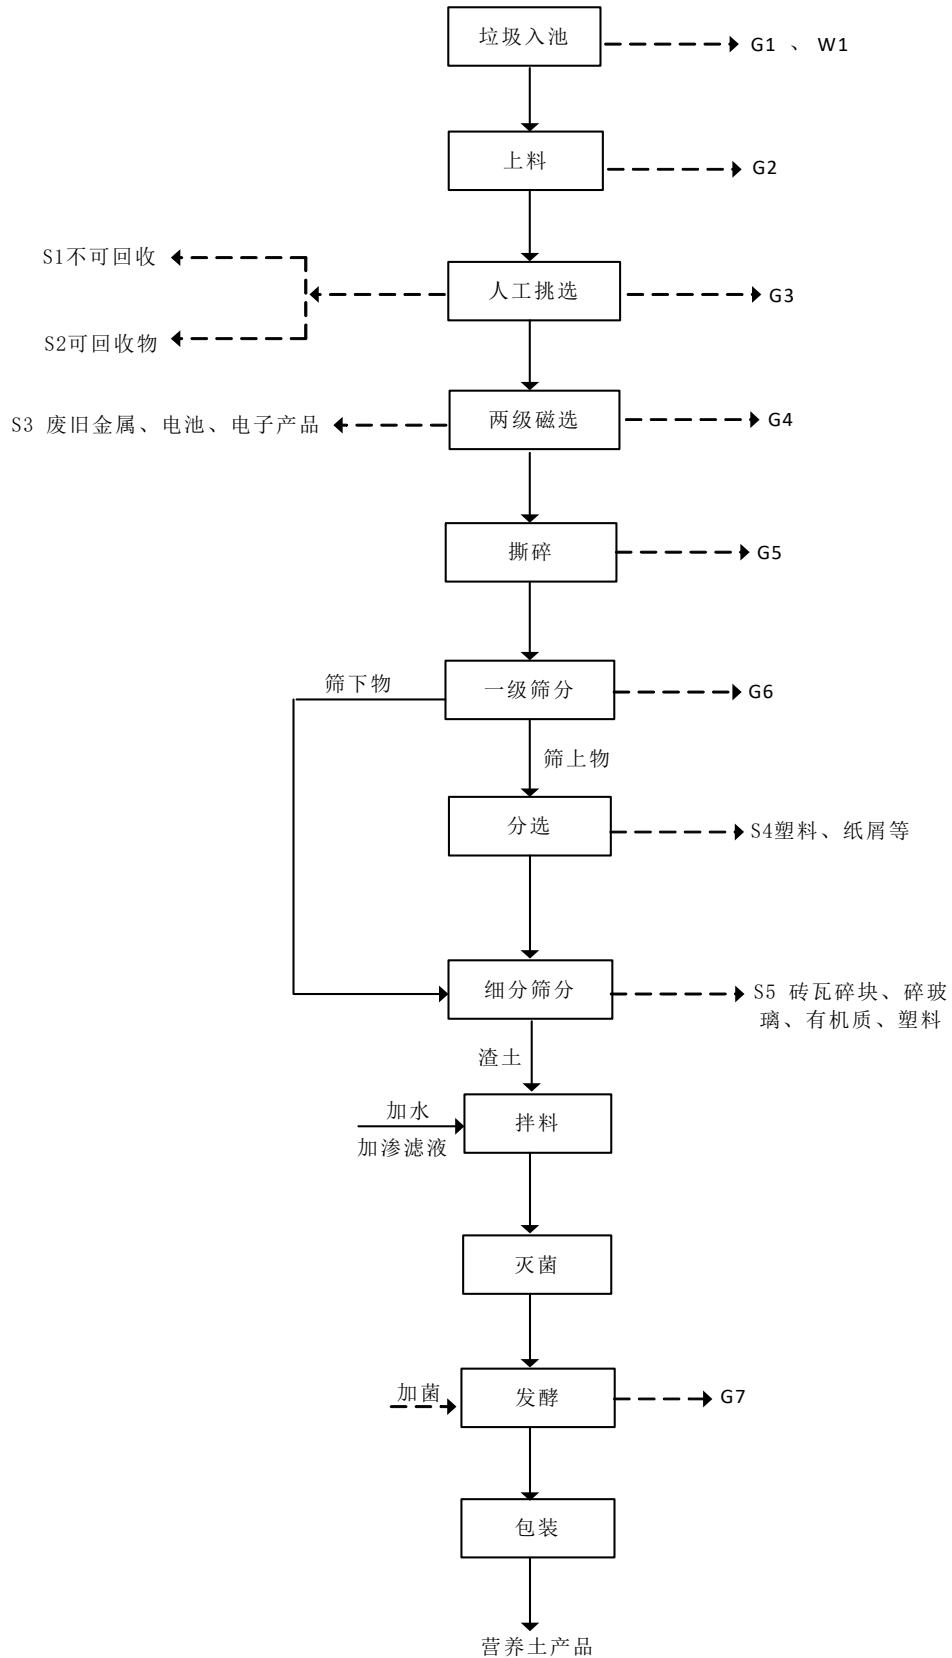 垃圾入池
G1 、 W1
上料
G2
S1不可回收
人工挑选
G3
S2可回收物
S3 废旧金属、电池、电子产品
两级磁选
G4
撕碎
G5
筛下物
一级筛分
G6
筛上物
分选
S4塑料、纸屑等
细分筛分
S5 砖瓦碎块、碎玻
璃、有机质、塑料
渣土
加水
加渗滤液
拌料
灭菌
加菌
发酵
G7
包装
营养土产品